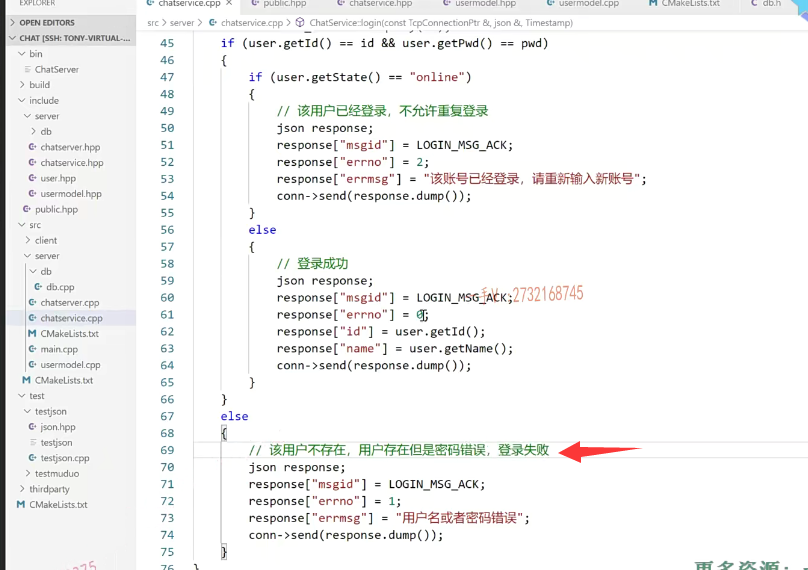 chatservice.cpp × public.hpp chatservice.hpp usermodel.hpp usermodel.cpp CMakeLists.txt db.h
OPEN EDITORS
CHAT [SSH: TONY-VIRTUAL-...
bin
ChatServer
build
include
server
db
chatserver.hpp
chatservice.hpp
user.hpp
usermodel.hpp
public.hpp
src
client
server
db
db.cpp
chatserver.cpp
chatservice.cpp
CMakeLists.txt
main.cpp
usermodel.cpp
CMakeLists.txt
test
testjson
json.hpp
testjson
testjson.cpp
testmuduo
thirdparty
CMakeLists.txt
src > server > chatservice.cpp > ChatService::login(const TcpConnectionPtr &, json &, Timestamp)
45 if (user.getId() == id && user.getPwd() == pwd)
46 {
47 if (user.getState() == "online")
48 {
49 // 该用户已经登录，不允许重复登录
50 json response;
51 response["msgid"] = LOGIN_MSG_ACK;
52 response["errno"] = 2;
53 response["errmsg"] = "该账号已经登录，请重新输入新账号";
54 conn->send(response.dump());
55 }
56 else
57 {
58 // 登录成功
59 json response;
60 response["msgid"] = LOGIN_MSG_ACK;
2732168745
61 response["errno"] = 0;
62 response["id"] = user.getId();
63 response["name"] = user.getName();
64 conn->send(response.dump());
65 }
66 }
67 else
68 {
69 // 该用户不存在，用户存在但是密码错误，登录失败
70 json response;
71 response["msgid"] = LOGIN_MSG_ACK;
72 response["errno"] = 1;
73 response["errmsg"] = "用户名或者密码错误";
74 conn->send(response.dump());
75 }
76 }
更多资源：